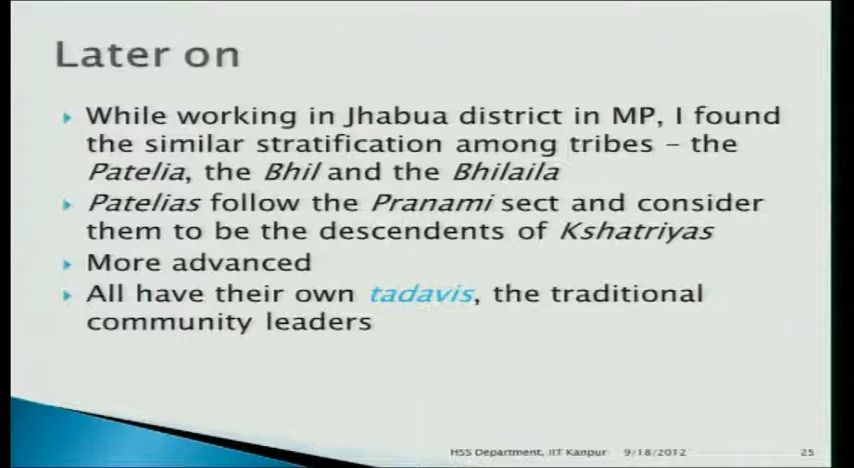 Later on
While working in Jhabua district in MP, I found
the similar stratification among tribes – the
Patelia, the Bhil and the Bhilaila
Patelias follow the Pranami sect and consider
them to be the descendents of Kshatriyas
More advanced
All have their own tadavis, the traditional
community leaders
HSS Department, IIT Kanpur 9/18/2012 25